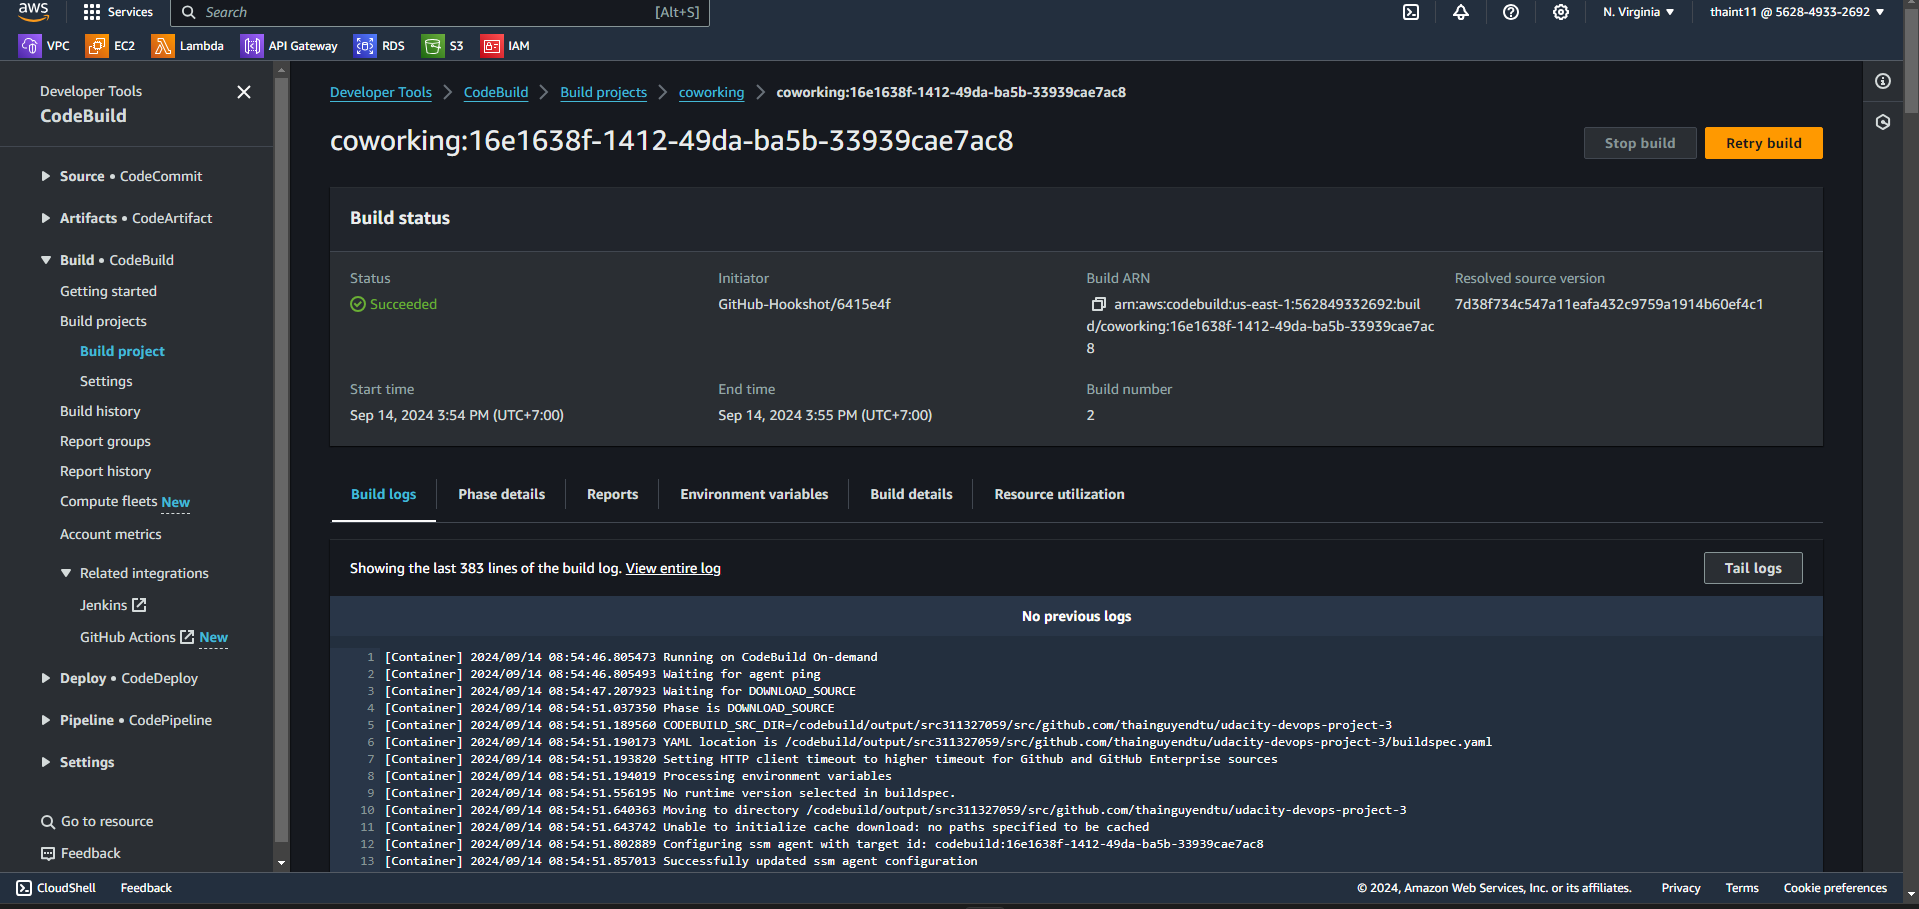 aws
Services
Search
[Alt+S]
N. Virginia
thaint11 @ 5628-4933-2692
VPC
EC2
Lambda
API Gateway
RDS
S3
IAM
Developer Tools
CodeBuild
Source • CodeCommit
Artifacts • CodeArtifact
Build • CodeBuild
Getting started
Build projects
Build project
Settings
Build history
Report groups
Report history
Compute fleets New
Account metrics
Related integrations
Jenkins
GitHub Actions New
Deploy • CodeDeploy
Pipeline • CodePipeline
Settings
Go to resource
Feedback
Developer Tools
CodeBuild
Build projects
coworking
coworking:16e1638f-1412-49da-ba5b-33939cae7ac8
coworking:16e1638f-1412-49da-ba5b-33939cae7ac8
Stop build
Retry build
Build status
Status
Succeeded
Initiator
GitHub-Hookshot/6415e4f
Build ARN
arn:aws:codebuild:us-east-1:562849332692:buil
d/coworking:16e1638f-1412-49da-ba5b-33939cae7ac
8
Resolved source version
7d38f734c547a11eafa432c9759a1914b60ef4c1
Start time
Sep 14, 2024 3:54 PM (UTC+7:00)
End time
Sep 14, 2024 3:55 PM (UTC+7:00)
Build number
2
Build logs
Phase details
Reports
Environment variables
Build details
Resource utilization
Showing the last 383 lines of the build log. View entire log
Tail logs
No previous logs
1 [Container] 2024/09/14 08:54:46.805473 Running on CodeBuild On-demand
2 [Container] 2024/09/14 08:54:46.805493 Waiting for agent ping
3 [Container] 2024/09/14 08:54:47.207923 Waiting for DOWNLOAD_SOURCE
4 [Container] 2024/09/14 08:54:51.037350 Phase is DOWNLOAD_SOURCE
5 [Container] 2024/09/14 08:54:51.189560 CODEBUILD_SRC_DIR=/codebuild/output/src311327059/src/github.com/thainguyendtu/udacity-devops-project-3
6 [Container] 2024/09/14 08:54:51.190173 YAML location is /codebuild/output/src311327059/src/github.com/thainguyendtu/udacity-devops-project-3/buildspec.yaml
7 [Container] 2024/09/14 08:54:51.193820 Setting HTTP client timeout to higher timeout for Github and GitHub Enterprise sources
8 [Container] 2024/09/14 08:54:51.194019 Processing environment variables
9 [Container] 2024/09/14 08:54:51.556195 No runtime version selected in buildspec.
10 [Container] 2024/09/14 08:54:51.640363 Moving to directory /codebuild/output/src311327059/src/github.com/thainguyendtu/udacity-devops-project-3
11 [Container] 2024/09/14 08:54:51.643742 Unable to initialize cache download: no paths specified to be cached
12 [Container] 2024/09/14 08:54:51.802889 Configuring ssm agent with target id: codebuild:16e1638f-1412-49da-ba5b-33939cae7ac8
13 [Container] 2024/09/14 08:54:51.857013 Successfully updated ssm agent configuration
CloudShell
Feedback
© 2024, Amazon Web Services, Inc. or its affiliates.
Privacy
Terms
Cookie preferences